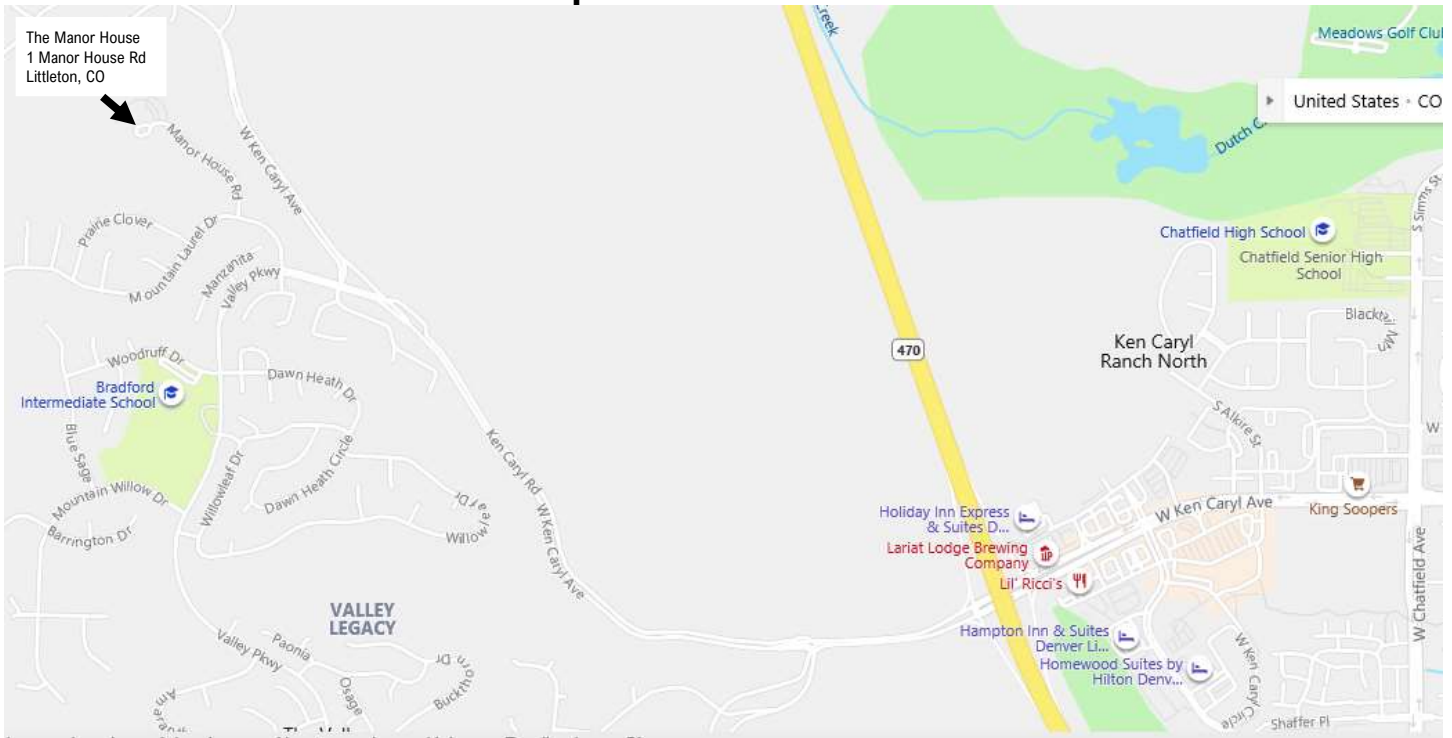 The Manor House
1 Manor House Rd
Littleton, CO
Creek
Meadows Golf Clu
United States · CO
Dutch C
W Ken Caryl Ave
Manor House Rd
Prairie Clover
Mountain Laurel Dr
Manzanita
Valley Pkwy
S Simms St
Chatfield High School
Chatfield Senior High
School
470
Ken Caryl
Ranch North
Woodruff Dr
Bradford
Intermediate School
Dawn Heath Dr
Blue Sage
Willowleaf Dr
Dawn Heath Circle
Mountain Willow Dr
Barrington Dr
Ken Caryl Rd
W Ken Caryl Ave
S Alkire St
W
W Ken Caryl Ave
King Soopers
Holiday Inn Express
& Suites D...
Lariat Lodge Brewing
Company
Lil' Ricci's
W Chatfield Ave
VALLEY
LEGACY
Hampton Inn & Suites
Denver Li...
Homewood Suites by
Hilton Denv...
W Ken Caryl Circle
Shaffer Pl
Valley Pkwy
Paonia
Osage
Buckthorn Dr